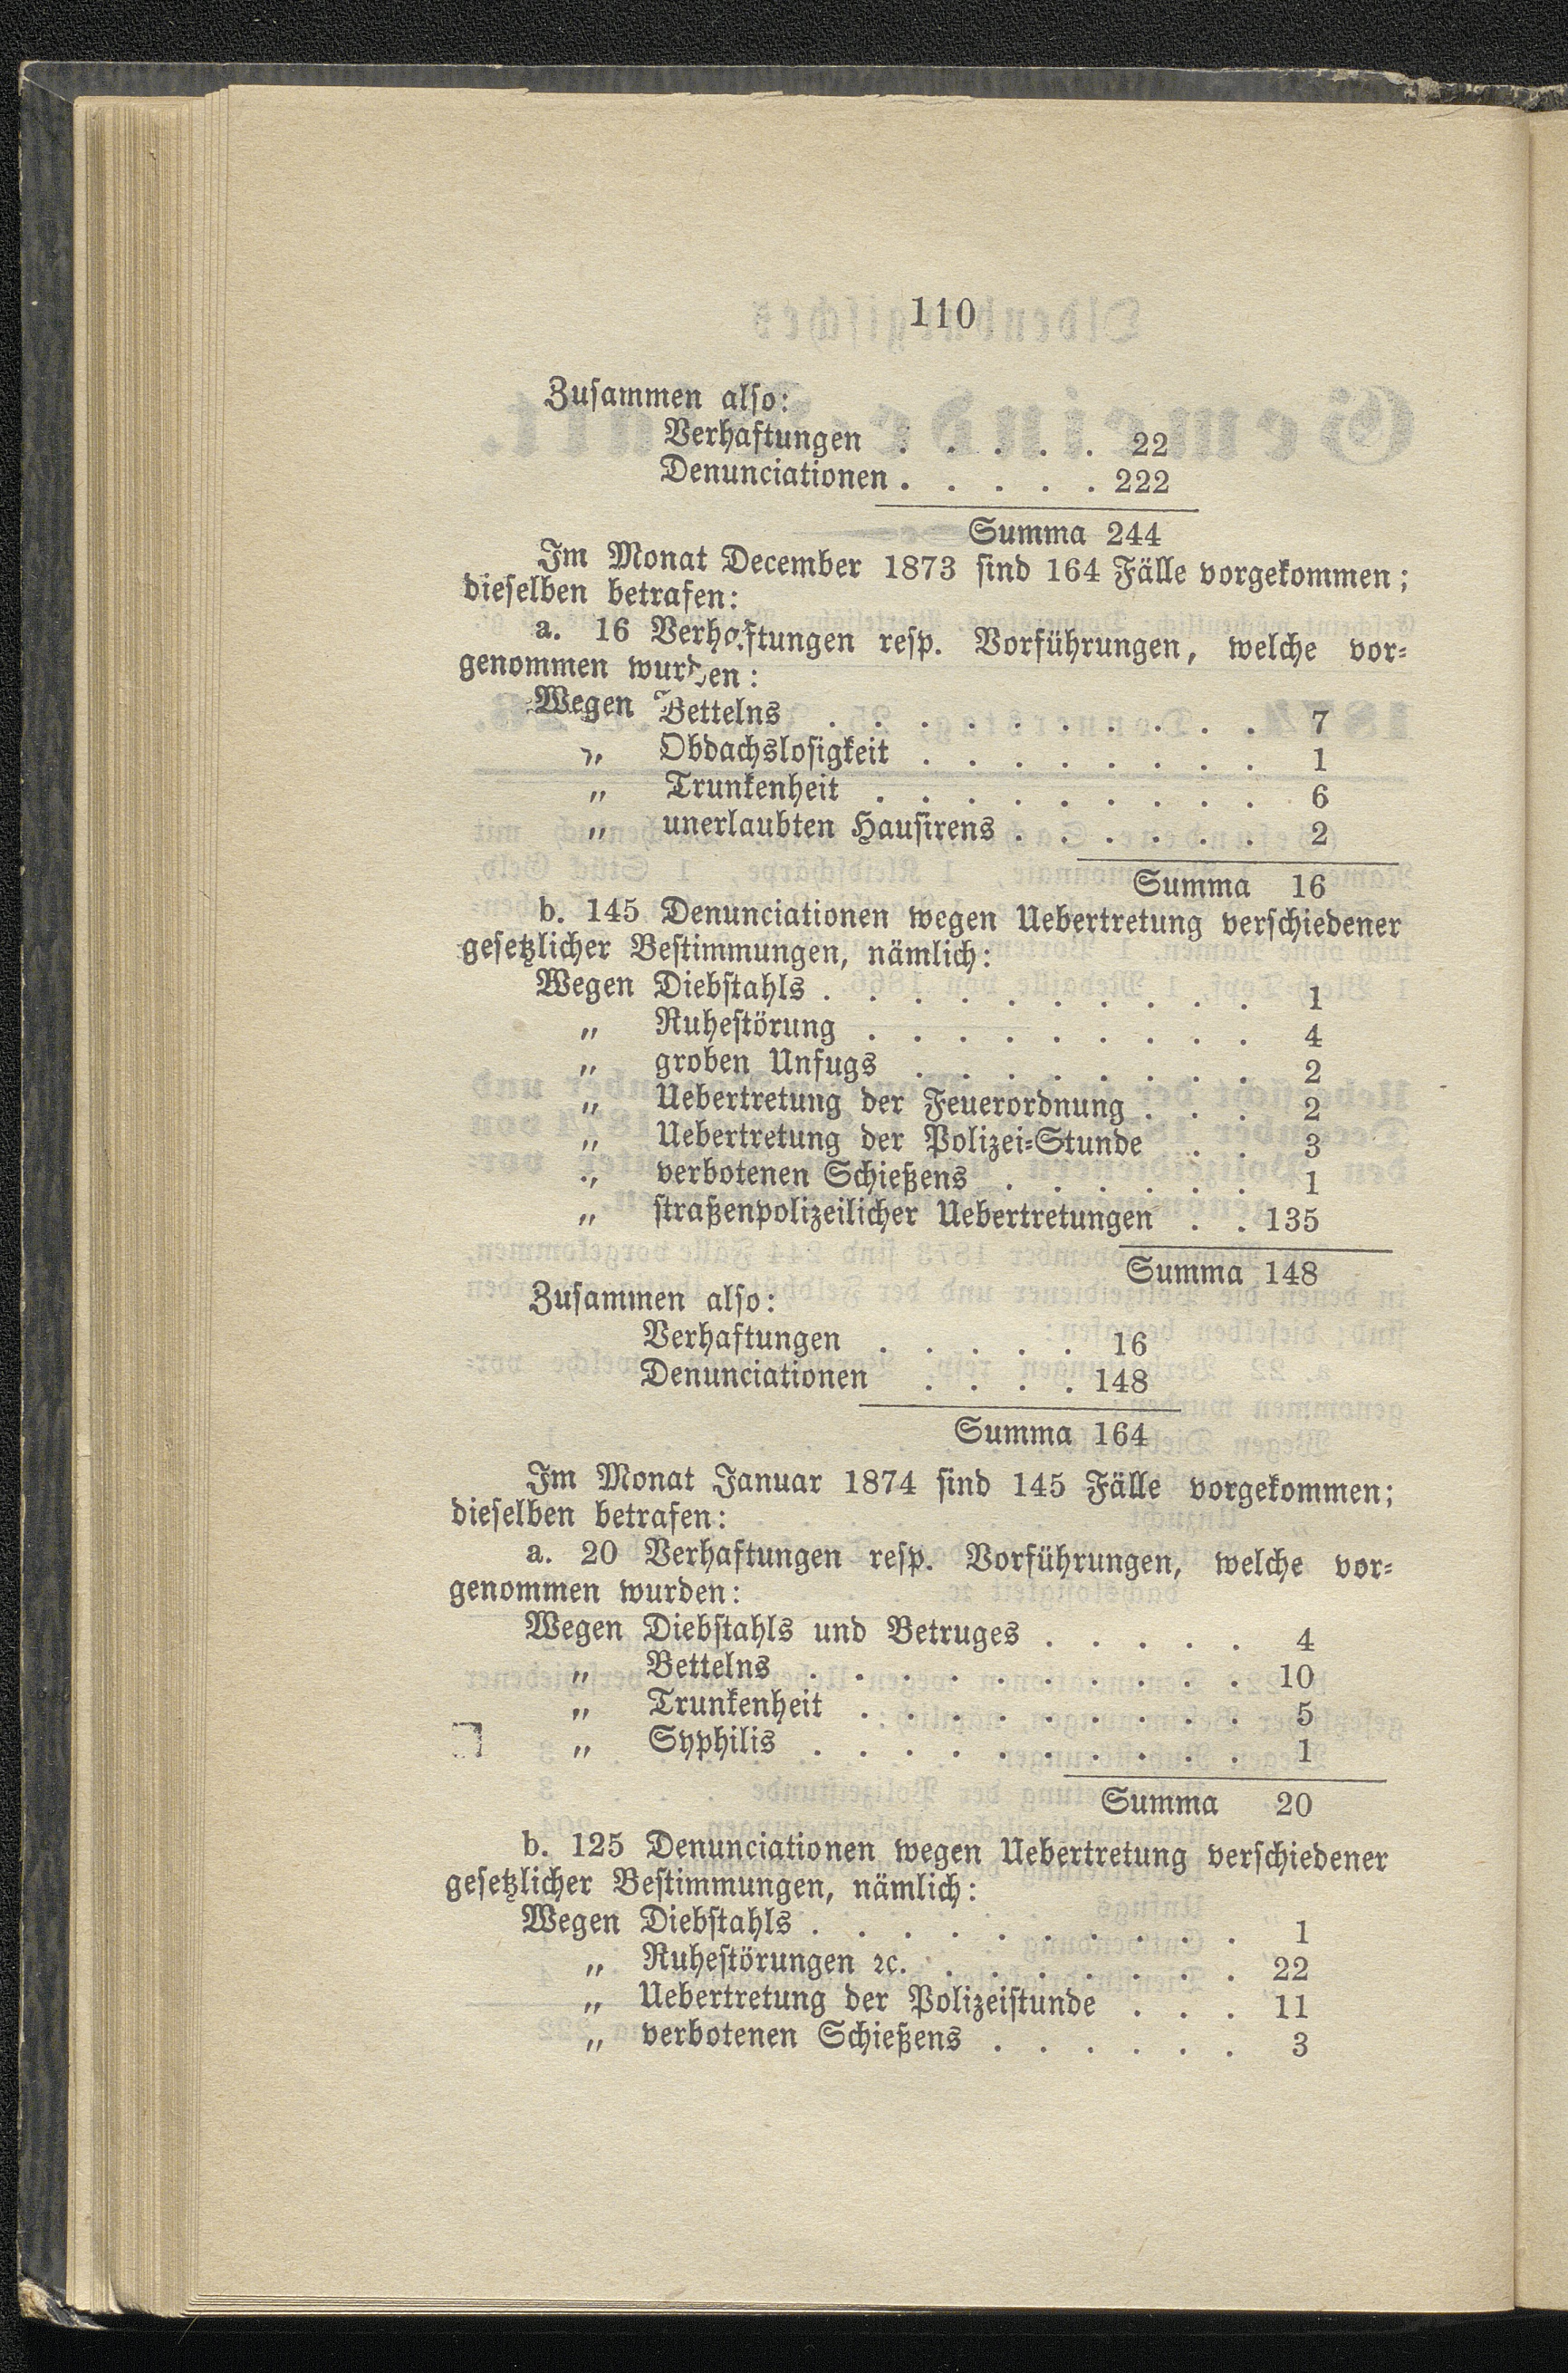 110
Zusammen also:
Verhaftungen . . . . . 22
Denunciationen . . . . . 222
Summa 244
Im Monat December 1873 sind 164 Fälle vorgekommen;
dieselben betrafen:
a. 16 Verhaftungen resp. Vorführungen, welche vor-
genommen wurden:
Wegen Bettelns . . . . . . . . . . 7
„ Obdachslosigkeit . . . . . . . . 1
„ Trunkenheit . . . . . . . . . 6
„ unerlaubten Hausirens . . . . . . 2
Summa 16
b. 145 Denunciationen wegen Uebertretung verschiedener
gesetzlicher Bestimmungen, nämlich:
Wegen Diebstahls . . . . . . . . . . 1
„ Ruhestörung . . . . . . . . . 4
„ groben Unfugs . . . . . . . . 2
„ Uebertretung der Feuerordnung . . . 2
„ Uebertretung der Polizei-Stunde . . 3
„ verbotenen Schießens . . . . . . 1
„ straßenpolizeilicher Uebertretungen . . 135
Summa 148
Zusammen also:
Verhaftungen . . . . . 16
Denunciationen . . . . 148
Summa 164
Im Monat Januar 1874 sind 145 Fälle vorgekommen;
dieselben betrafen:
a. 20 Verhaftungen resp. Vorführungen, welche vor-
genommen wurden:
Wegen Diebstahls und Betruges . . . . . 4
„ Bettelns . . . . . . . . . . 10
„ Trunkenheit . . . . . . . . . 5
„ Syphilis . . . . . . . . . . 1
Summa 20
b. 125 Denunciationen wegen Uebertretung verschiedener
gesetzlicher Bestimmungen, nämlich:
Wegen Diebstahls . . . . . . . . . . 1
„ Ruhestörungen ꝛc. . . . . . . . 22
„ Uebertretung der Polizeistunde . . . 11
„ verbotenen Schießens . . . . . . 3